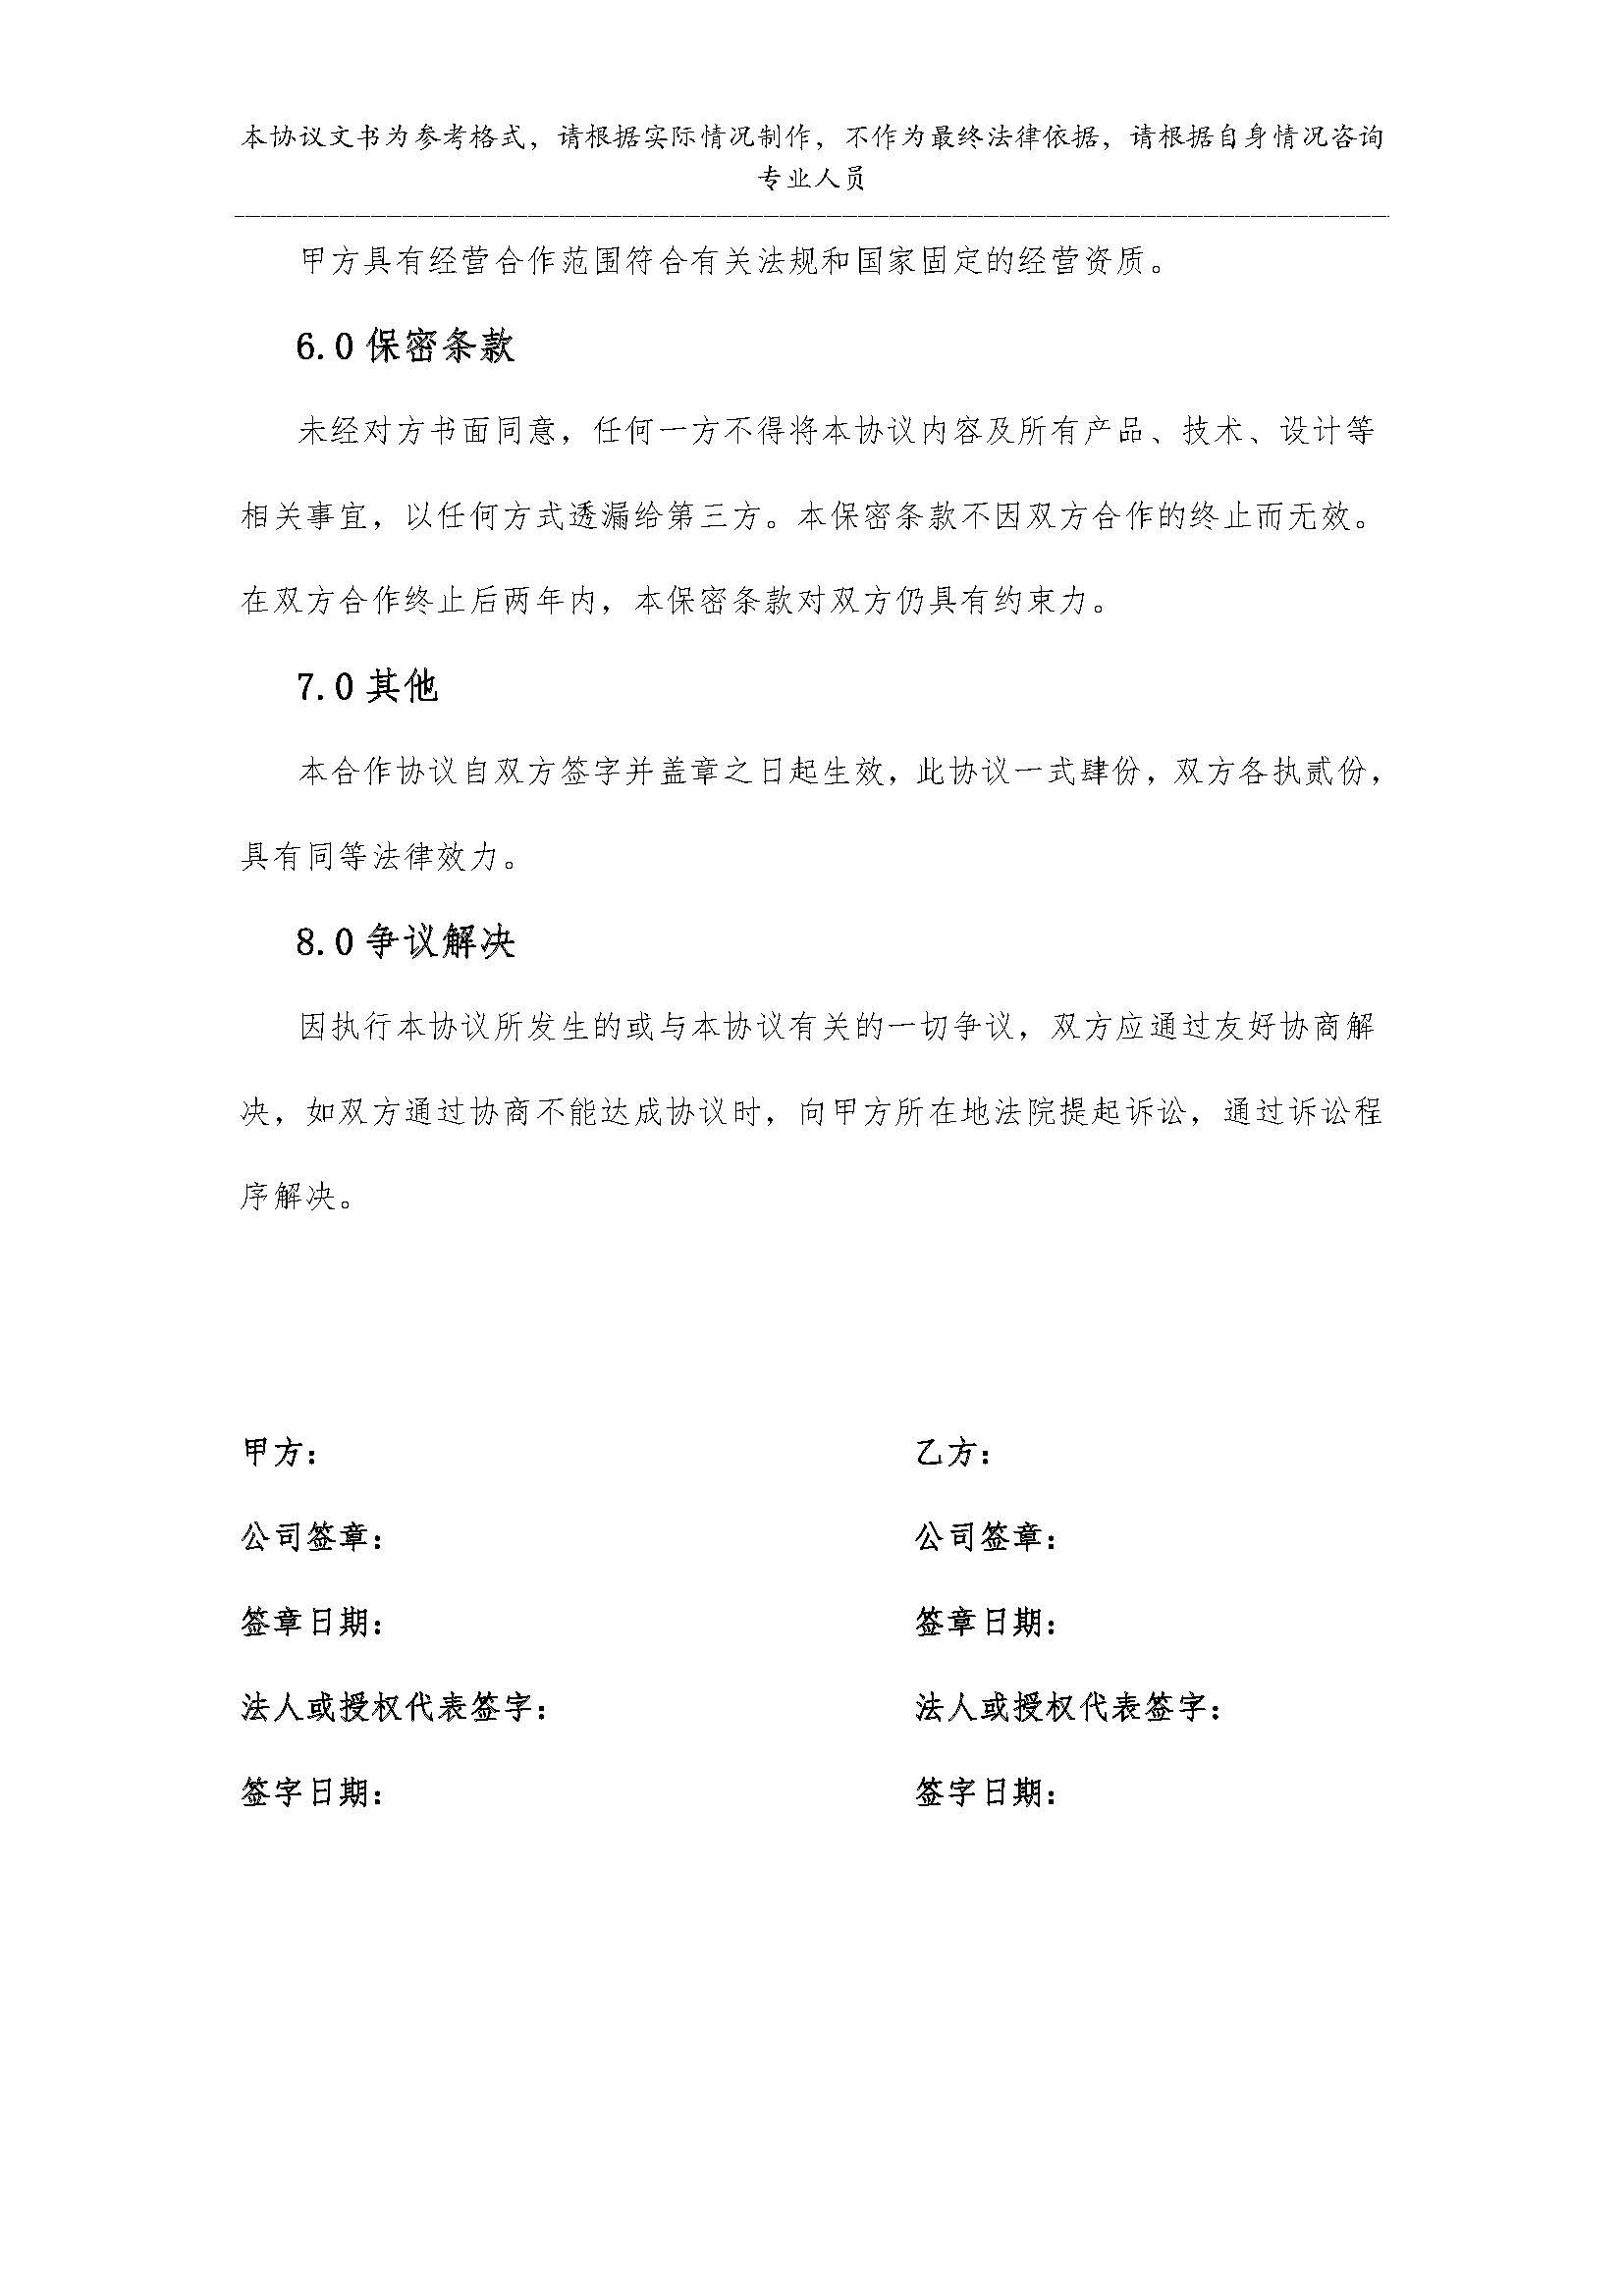 本协议文书为参考格式，请根据实际情况制作，不作为最终法律依据，请根据自身情况咨询
专业人员
甲方具有经营合作范围符合有关法规和国家固定的经营资质。
6.0 保密条款
未经对方书面同意，任何一方不得将本协议内容及所有产品、技术、设计等
相关事宜，以任何方式透漏给第三方。本保密条款不因双方合作的终止而无效。
在双方合作终止后两年内，本保密条款对双方仍具有约束力。
7.0 其他
本合作协议自双方签字并盖章之日起生效，此协议一式肆份，双方各执贰份，
具有同等法律效力。
8.0 争议解决
因执行本协议所发生的或与本协议有关的一切争议，双方应通过友好协商解
决，如双方通过协商不能达成协议时，向甲方所在地法院提起诉讼，通过诉讼程
序解决。
甲方： 乙方：
公司签章： 公司签章：
签章日期： 签章日期：
法人或授权代表签字： 法人或授权代表签字：
签字日期： 签字日期：